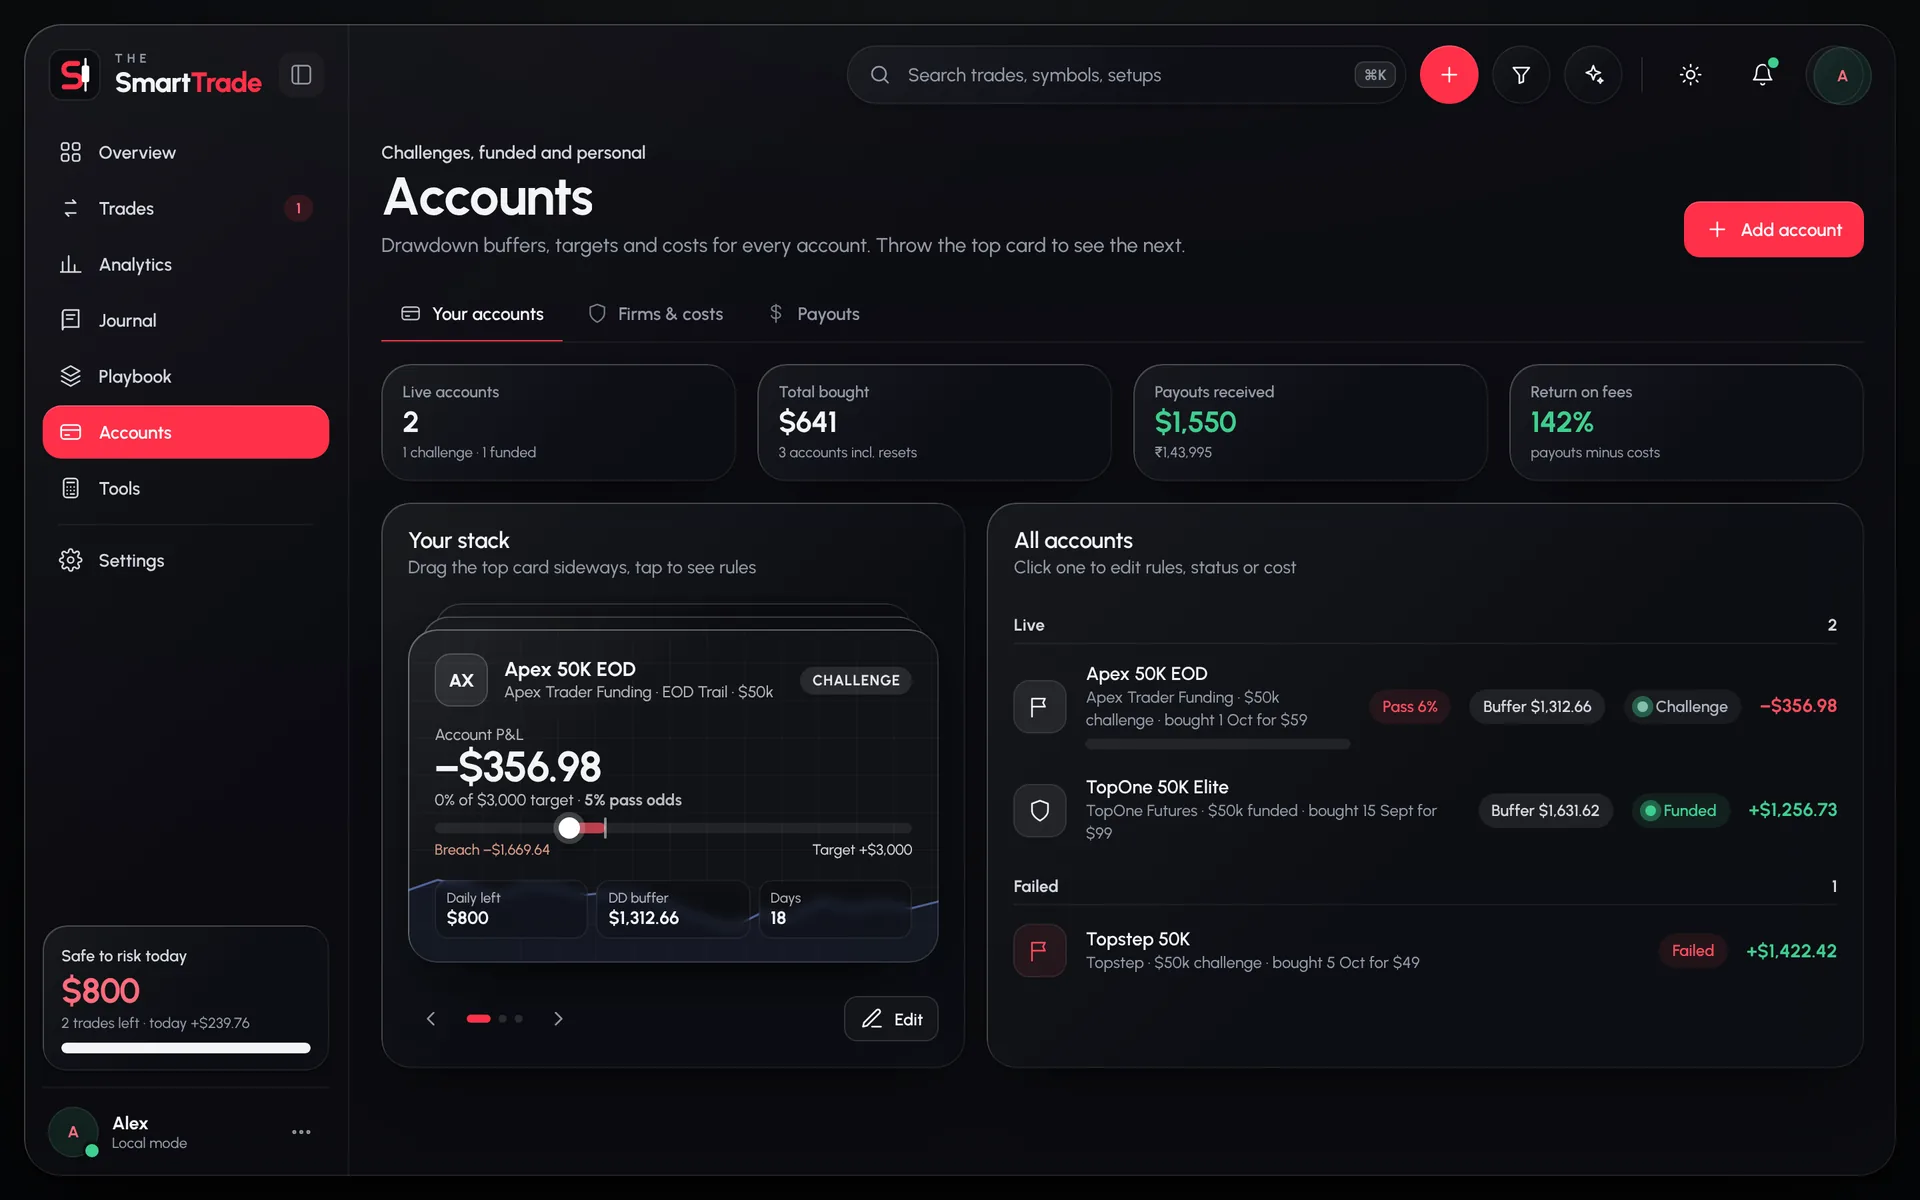 THE
SmartTrade
Search trades, symbols, setups
⌘K
A
Overview
Trades
1
Analytics
Journal
Playbook
Accounts
Tools
Settings
Safe to risk today
$800
2 trades left · today +$239.76
A
Alex
Local mode
Challenges, funded and personal
Accounts
Drawdown buffers, targets and costs for every account. Throw the top card to see the next.
Add account
Your accounts
Firms & costs
Payouts
Live accounts
2
1 challenge · 1 funded
Total bought
$641
3 accounts incl. resets
Payouts received
$1,550
₹1,43,995
Return on fees
142%
payouts minus costs
Your stack
Drag the top card sideways, tap to see rules
AX
Apex 50K EOD
Apex Trader Funding · EOD Trail · $50k
CHALLENGE
Account P&L
−$356.98
0% of $3,000 target · 5% pass odds
Breach −$1,669.64
Target +$3,000
Daily left
$800
DD buffer
$1,312.66
Days
18
Edit
All accounts
Click one to edit rules, status or cost
Live
2
Apex 50K EOD
Apex Trader Funding · $50k
challenge · bought 1 Oct for $59
Pass 6%
Buffer $1,312.66
Challenge
−$356.98
TopOne 50K Elite
TopOne Futures · $50k funded · bought 15 Sept for
$99
Buffer $1,631.62
Funded
+$1,256.73
Failed
1
Topstep 50K
Topstep · $50k challenge · bought 5 Oct for $49
Failed
+$1,422.42